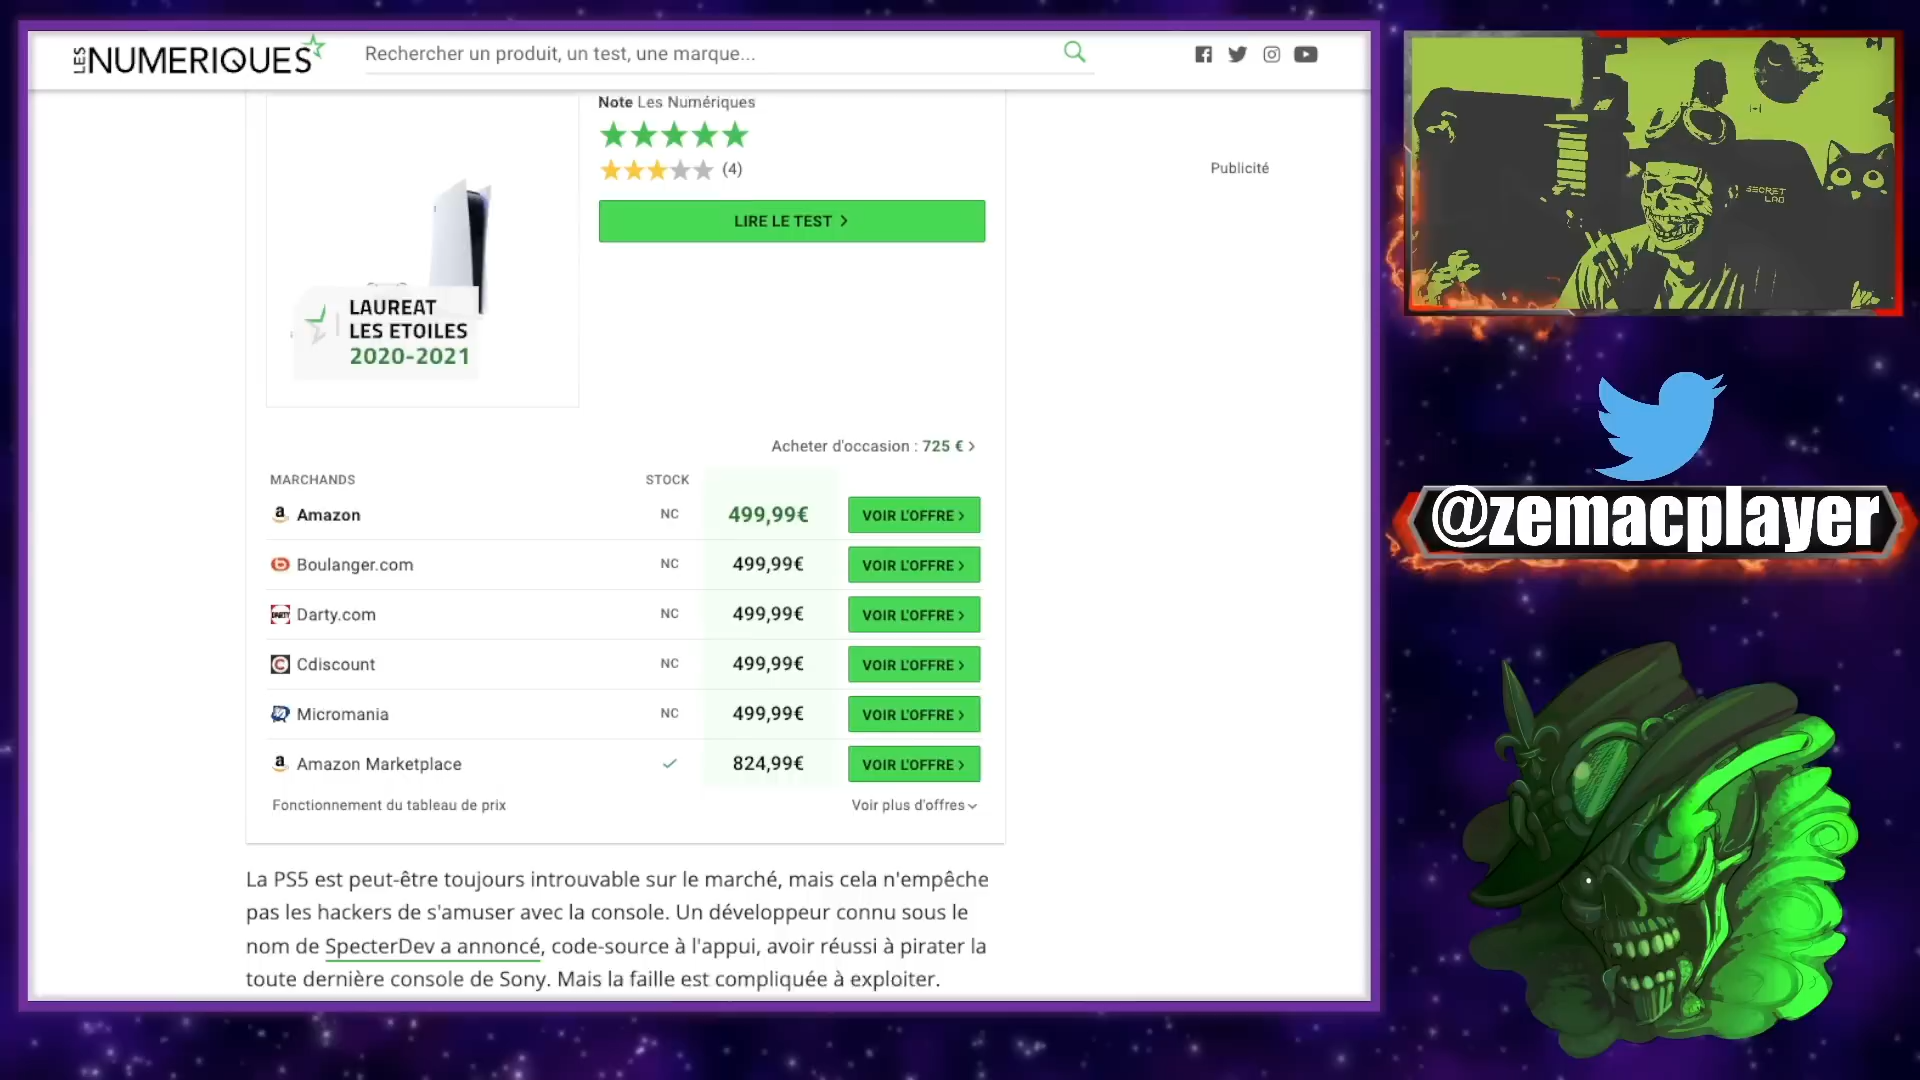 LES NUMERIQUES
Rechercher un produit, un test, une marque...
Note Les Numériques
(4)
LIRE LE TEST >
Publicité
LAUREAT
LES ETOILES
2020-2021
SECRET
LAB
@zemacplayer
Acheter d'occasion : 725 € >
MARCHANDS STOCK
a Amazon NC 499,99€ VOIR L'OFFRE >
b Boulanger.com NC 499,99€ VOIR L'OFFRE >
DARTY Darty.com NC 499,99€ VOIR L'OFFRE >
C Cdiscount NC 499,99€ VOIR L'OFFRE >
Micromania NC 499,99€ VOIR L'OFFRE >
a Amazon Marketplace ✓ 824,99€ VOIR L'OFFRE >
Fonctionnement du tableau de prix Voir plus d'offres
La PS5 est peut-être toujours introuvable sur le marché, mais cela n'empêche
pas les hackers de s'amuser avec la console. Un développeur connu sous le
nom de SpecterDev a annoncé, code-source à l'appui, avoir réussi à pirater la
toute dernière console de Sony. Mais la faille est compliquée à exploiter.